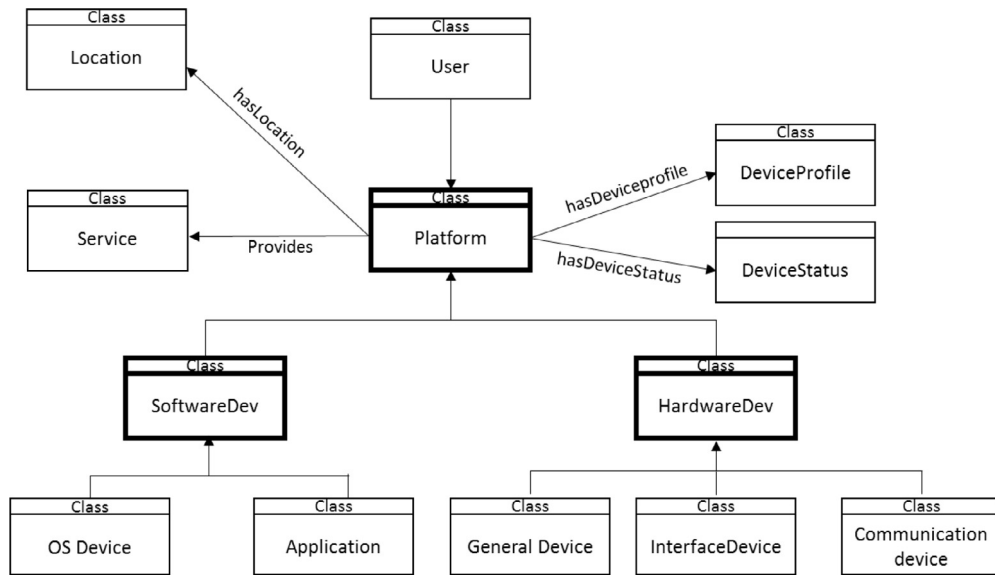 Class
Location
Class
User
hasLocation
Class
DeviceProfile
hasDeviceprofile
Class
Platform
Class
Service
Provides
hasDeviceStatus
DeviceStatus
Class
SoftwareDev
Class
HardwareDev
Class
OS Device
Class
Application
Class
General Device
Class
InterfaceDevice
Class
Communication
device